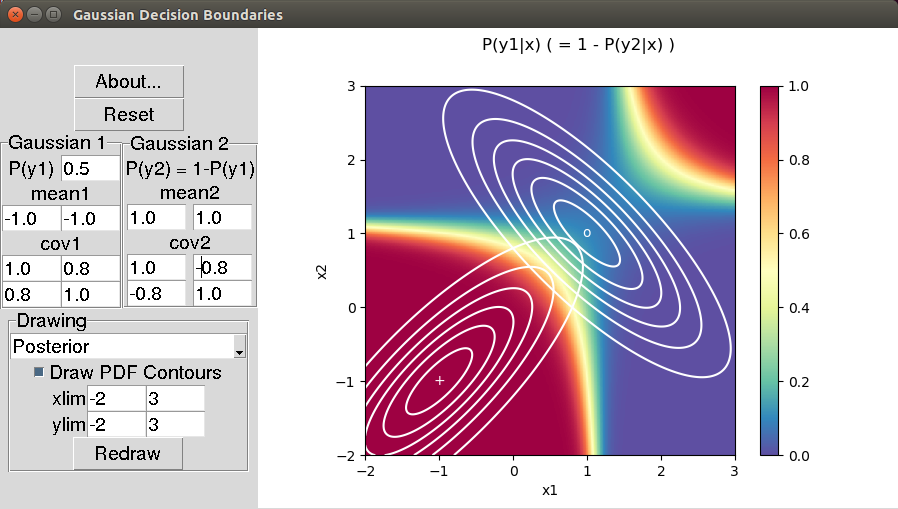 Gaussian Decision Boundaries
About...
Reset
Gaussian 1
P(y1) 0.5
mean1
-1.0 -1.0
cov1
1.0 0.8
0.8 1.0
Gaussian 2
P(y2) = 1-P(y1)
mean2
1.0 1.0
cov2
1.0 -0.8
-0.8 1.0
Drawing
Posterior
Draw PDF Contours
xlim -2 3
ylim -2 3
Redraw
P(y1|x) ( = 1 - P(y2|x) )
3
2
1
0
−1
−2
x2
−2 −1 0 1 2 3
x1
1.0
0.8
0.6
0.4
0.2
0.0